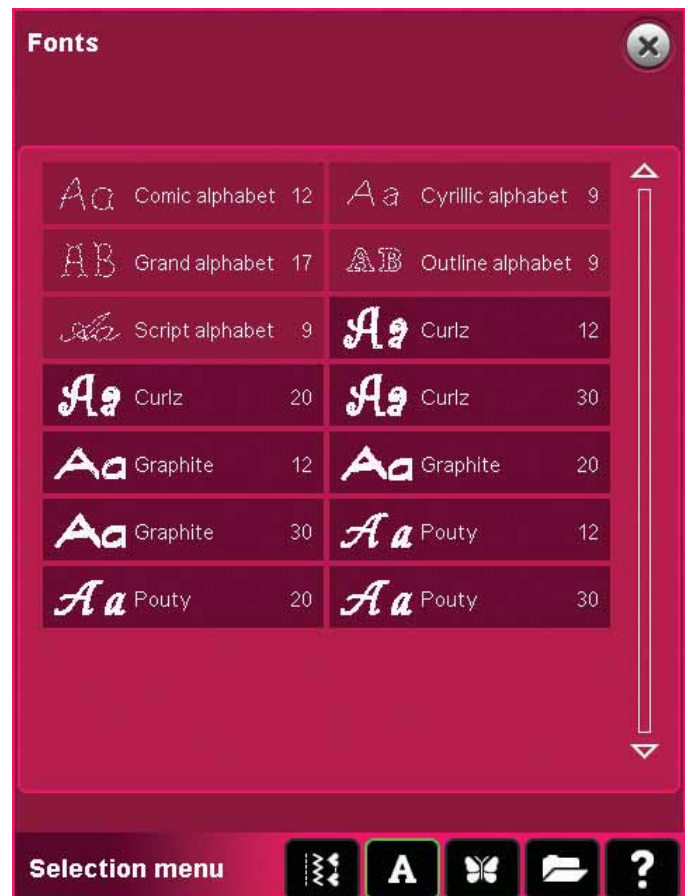 Fonts
Aa Comic alphabet 12 Aa Cyrillic alphabet 9
AB Grand alphabet 17 AB Outline alphabet 9
Aa Script alphabet 9 Aa Curlz 12
Aa Curlz 20 Aa Curlz 30
Aa Graphite 12 Aa Graphite 20
Aa Graphite 30 Aa Pouty 12
Aa Pouty 20 Aa Pouty 30
Selection menu A ?